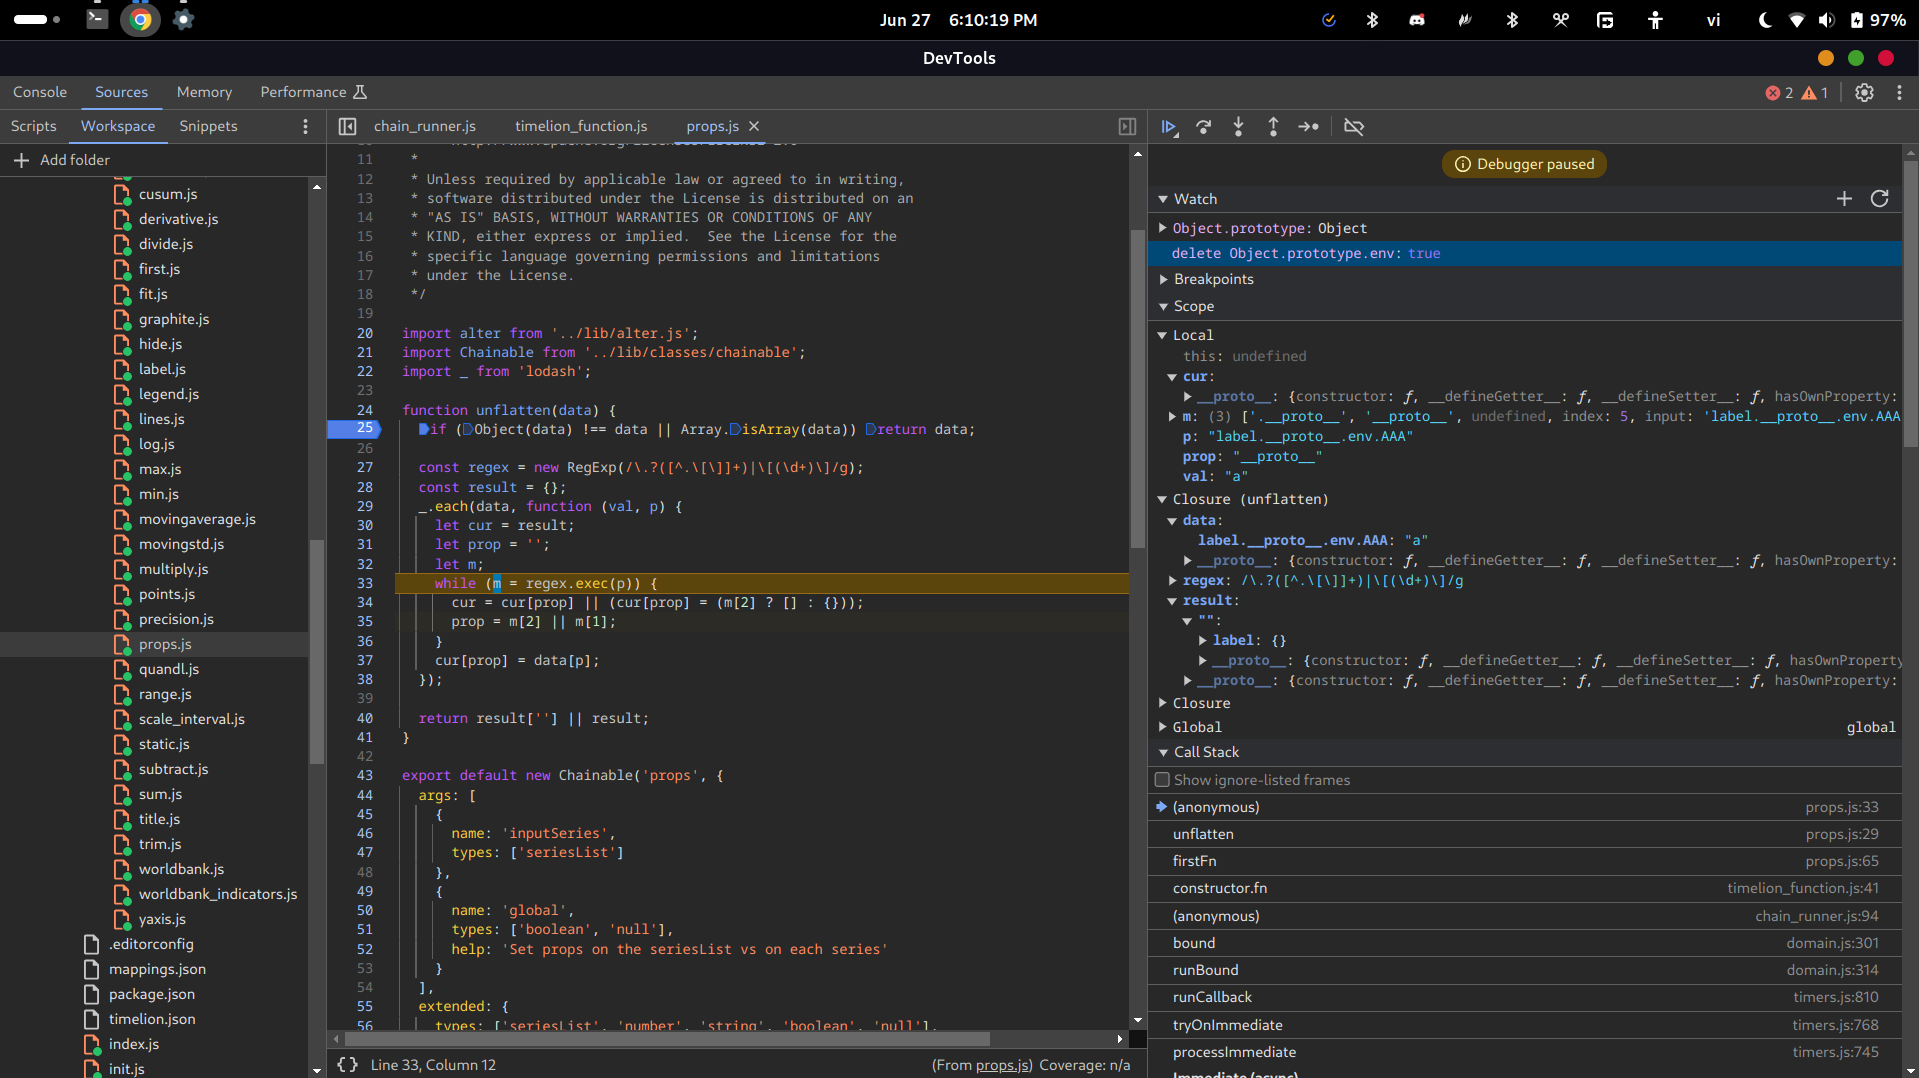 Jun 27 6:10:19 PM
vi
97%
DevTools
Console Sources Memory Performance
2 1
Scripts Workspace Snippets
chain_runner.js timelion_function.js props.js
Add folder
cusum.js
derivative.js
divide.js
first.js
fit.js
graphite.js
hide.js
label.js
legend.js
lines.js
log.js
max.js
min.js
movingaverage.js
movingstd.js
multiply.js
points.js
precision.js
props.js
quandl.js
range.js
scale_interval.js
static.js
subtract.js
sum.js
title.js
trim.js
worldbank.js
worldbank_indicators.js
yaxis.js
.editorconfig
mappings.json
package.json
timelion.json
index.js
init.js
11 *
12 * Unless required by applicable law or agreed to in writing,
13 * software distributed under the License is distributed on an
14 * "AS IS" BASIS, WITHOUT WARRANTIES OR CONDITIONS OF ANY
15 * KIND, either express or implied.  See the License for the
16 * specific language governing permissions and limitations
17 * under the License.
18 */
19
20 import alter from '../lib/alter.js';
21 import Chainable from '../lib/classes/chainable';
22 import _ from 'lodash';
23
24 function unflatten(data) {
25 if (Object(data) !== data || Array.isArray(data)) return data;
26
27 const regex = new RegExp(/\.?([^.\[\]]+)|\[(\d+)\]/g);
28 const result = {};
29 _.each(data, function (val, p) {
30 let cur = result;
31 let prop = '';
32 let m;
33 while (m = regex.exec(p)) {
34 cur = cur[prop] || (cur[prop] = (m[2] ? [] : {}));
35 prop = m[2] || m[1];
36 }
37 cur[prop] = data[p];
38 });
39
40 return result[''] || result;
41 }
42
43 export default new Chainable('props', {
44 args: [
45 {
46 name: 'inputSeries',
47 types: ['seriesList']
48 },
49 {
50 name: 'global',
51 types: ['boolean', 'null'],
52 help: 'Set props on the seriesList vs on each series'
53 }
54 ],
55 extended: {
56 types: ['seriesList', 'number', 'string', 'boolean', 'null'],
{} Line 33, Column 12 (From props.js) Coverage: n/a
Debugger paused
Watch
Object.prototype: Object
delete Object.prototype.env: true
Breakpoints
Scope
Local
this: undefined
cur:
__proto__: {constructor: ƒ, __defineGetter__: ƒ, __defineSetter__: ƒ, hasOwnProperty:
m: (3) ['.__proto__', '__proto__', undefined, index: 5, input: 'label.__proto__.env.AAA
p: "label.__proto__.env.AAA"
prop: "__proto__"
val: "a"
Closure (unflatten)
data:
label.__proto__.env.AAA: "a"
__proto__: {constructor: ƒ, __defineGetter__: ƒ, __defineSetter__: ƒ, hasOwnProperty:
regex: /\.?([^.\[\]]+)|\[(\d+)\]/g
result:
"":
label: {}
__proto__: {constructor: ƒ, __defineGetter__: ƒ, __defineSetter__: ƒ, hasOwnProperty
__proto__: {constructor: ƒ, __defineGetter__: ƒ, __defineSetter__: ƒ, hasOwnProperty:
Closure
Global global
Call Stack
Show ignore-listed frames
(anonymous) props.js:33
unflatten props.js:29
firstFn props.js:65
constructor.fn timelion_function.js:41
(anonymous) chain_runner.js:94
bound domain.js:301
runBound domain.js:314
runCallback timers.js:810
tryOnImmediate timers.js:768
processImmediate timers.js:745
Immediate (async)